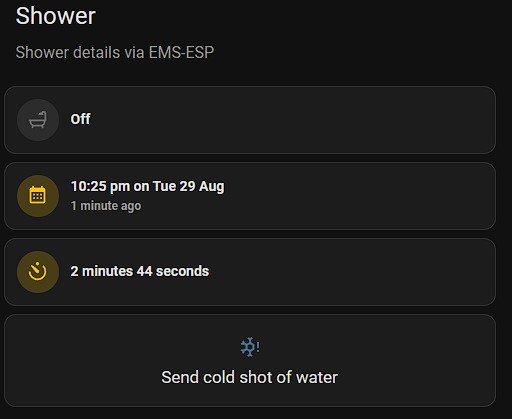 Shower
Shower details via EMS-ESP
Off
10:25 pm on Tue 29 Aug
1 minute ago
2 minutes 44 seconds
Send cold shot of water